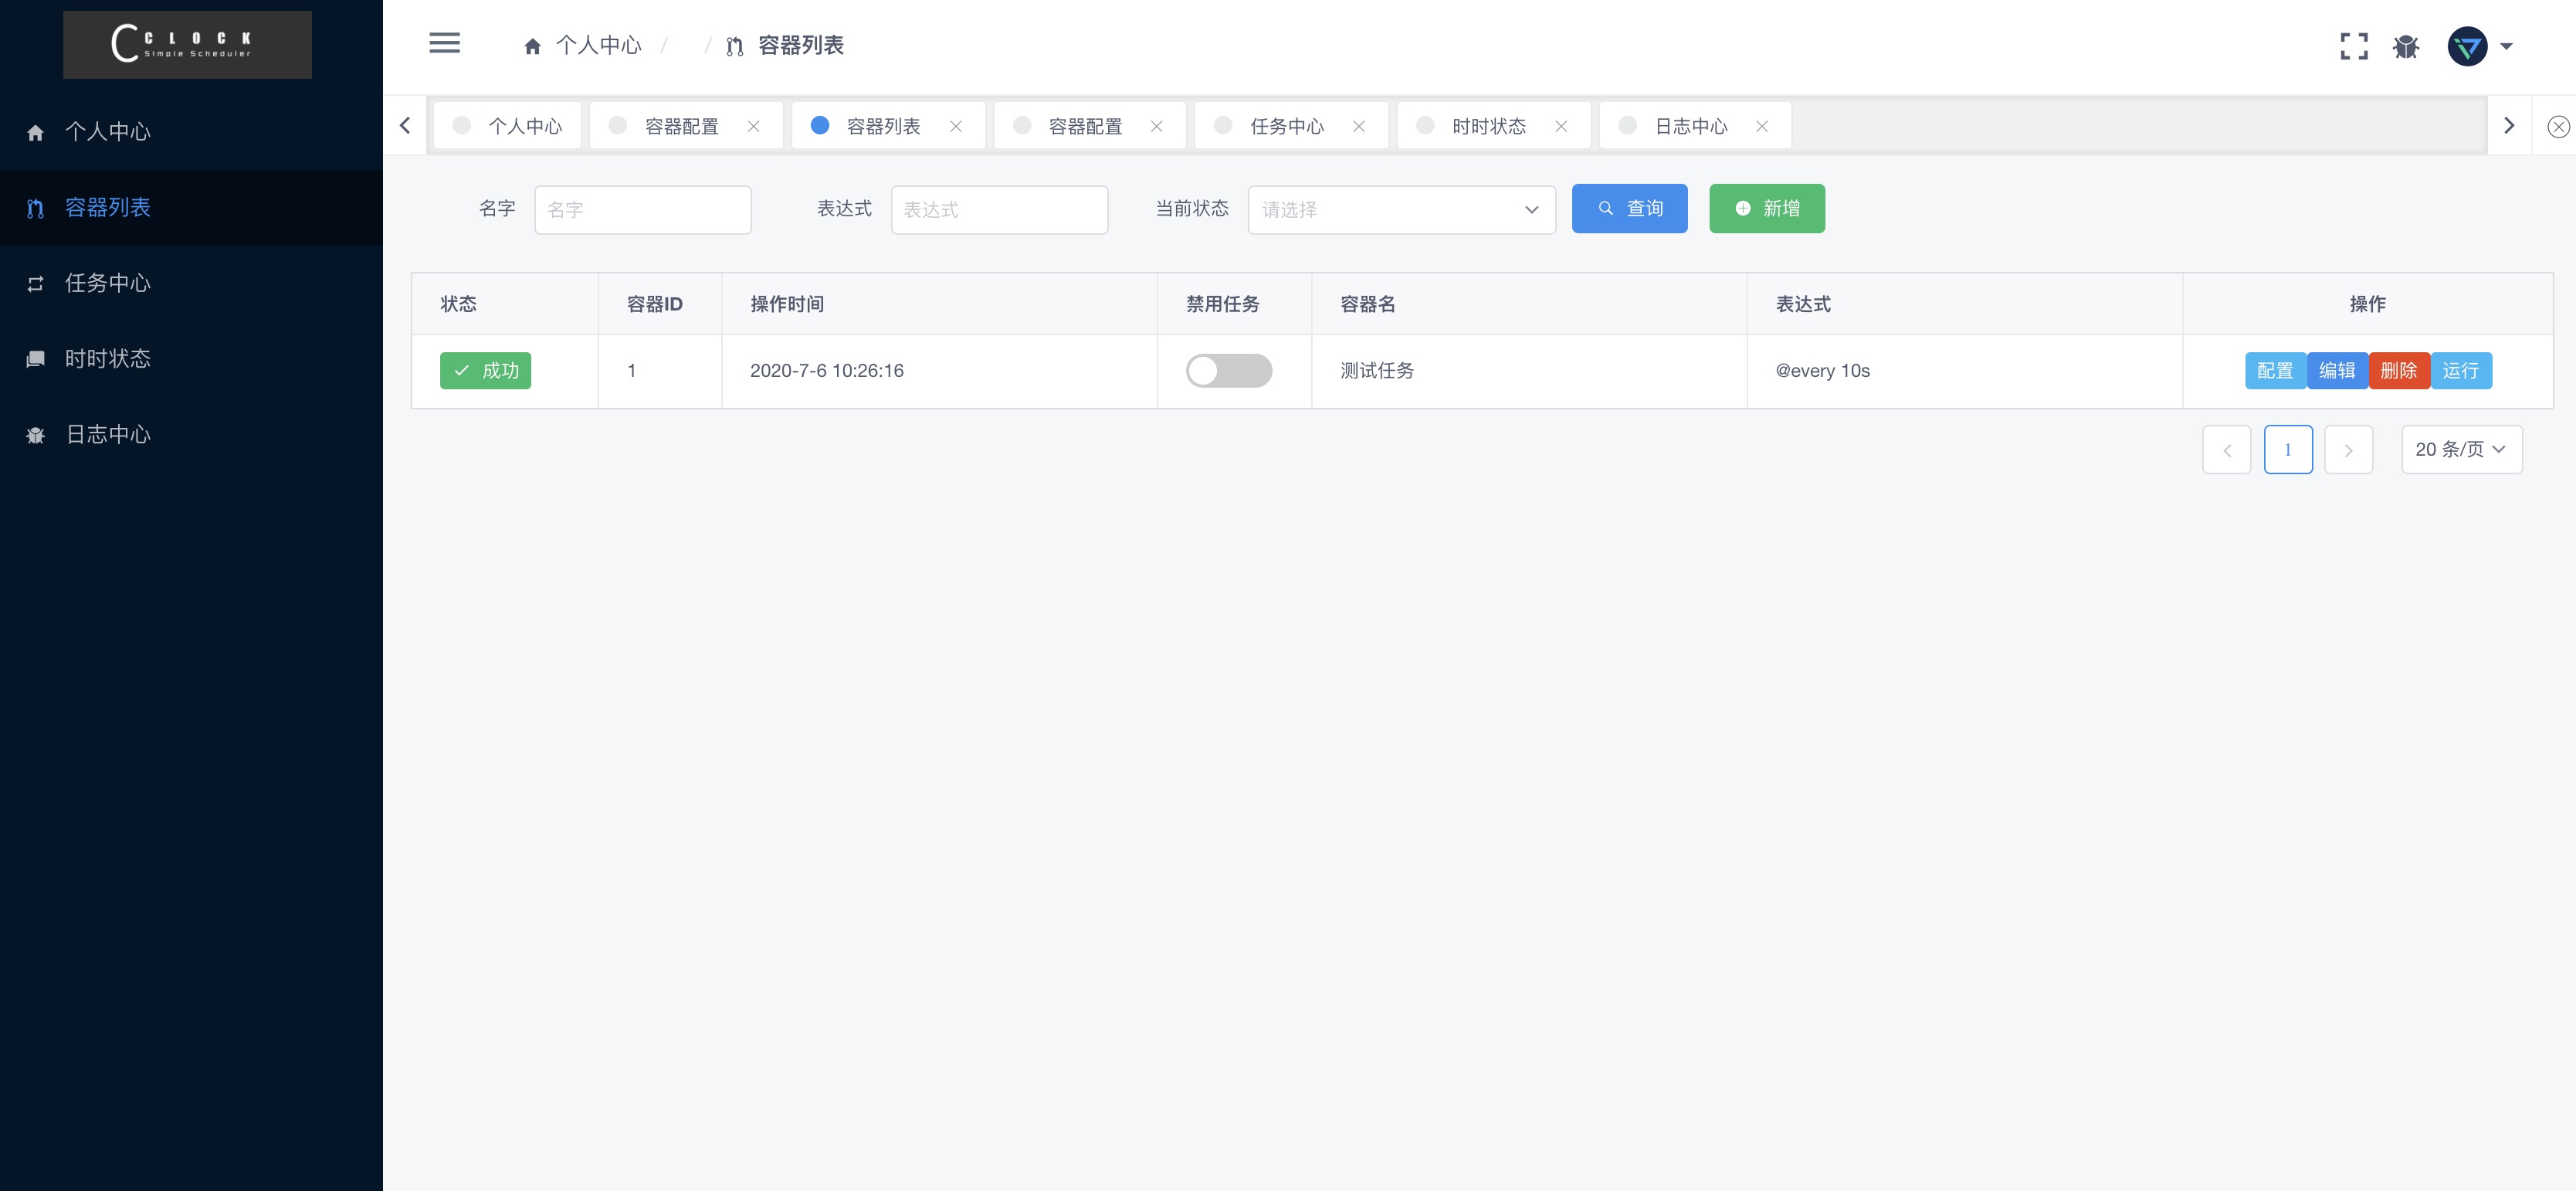 C CLOCK
Simple Scheduler
个人中心
容器列表
任务中心
时时状态
日志中心
个人中心 / / 容器列表
个人中心 容器配置 容器列表 容器配置 任务中心 时时状态 日志中心
名字 名字 表达式 表达式 当前状态 请选择 查询 新增
状态 容器ID 操作时间 禁用任务 容器名 表达式 操作
成功 1 2020-7-6 10:26:16 测试任务 @every 10s 配置 编辑 删除 运行
1 20 条/页